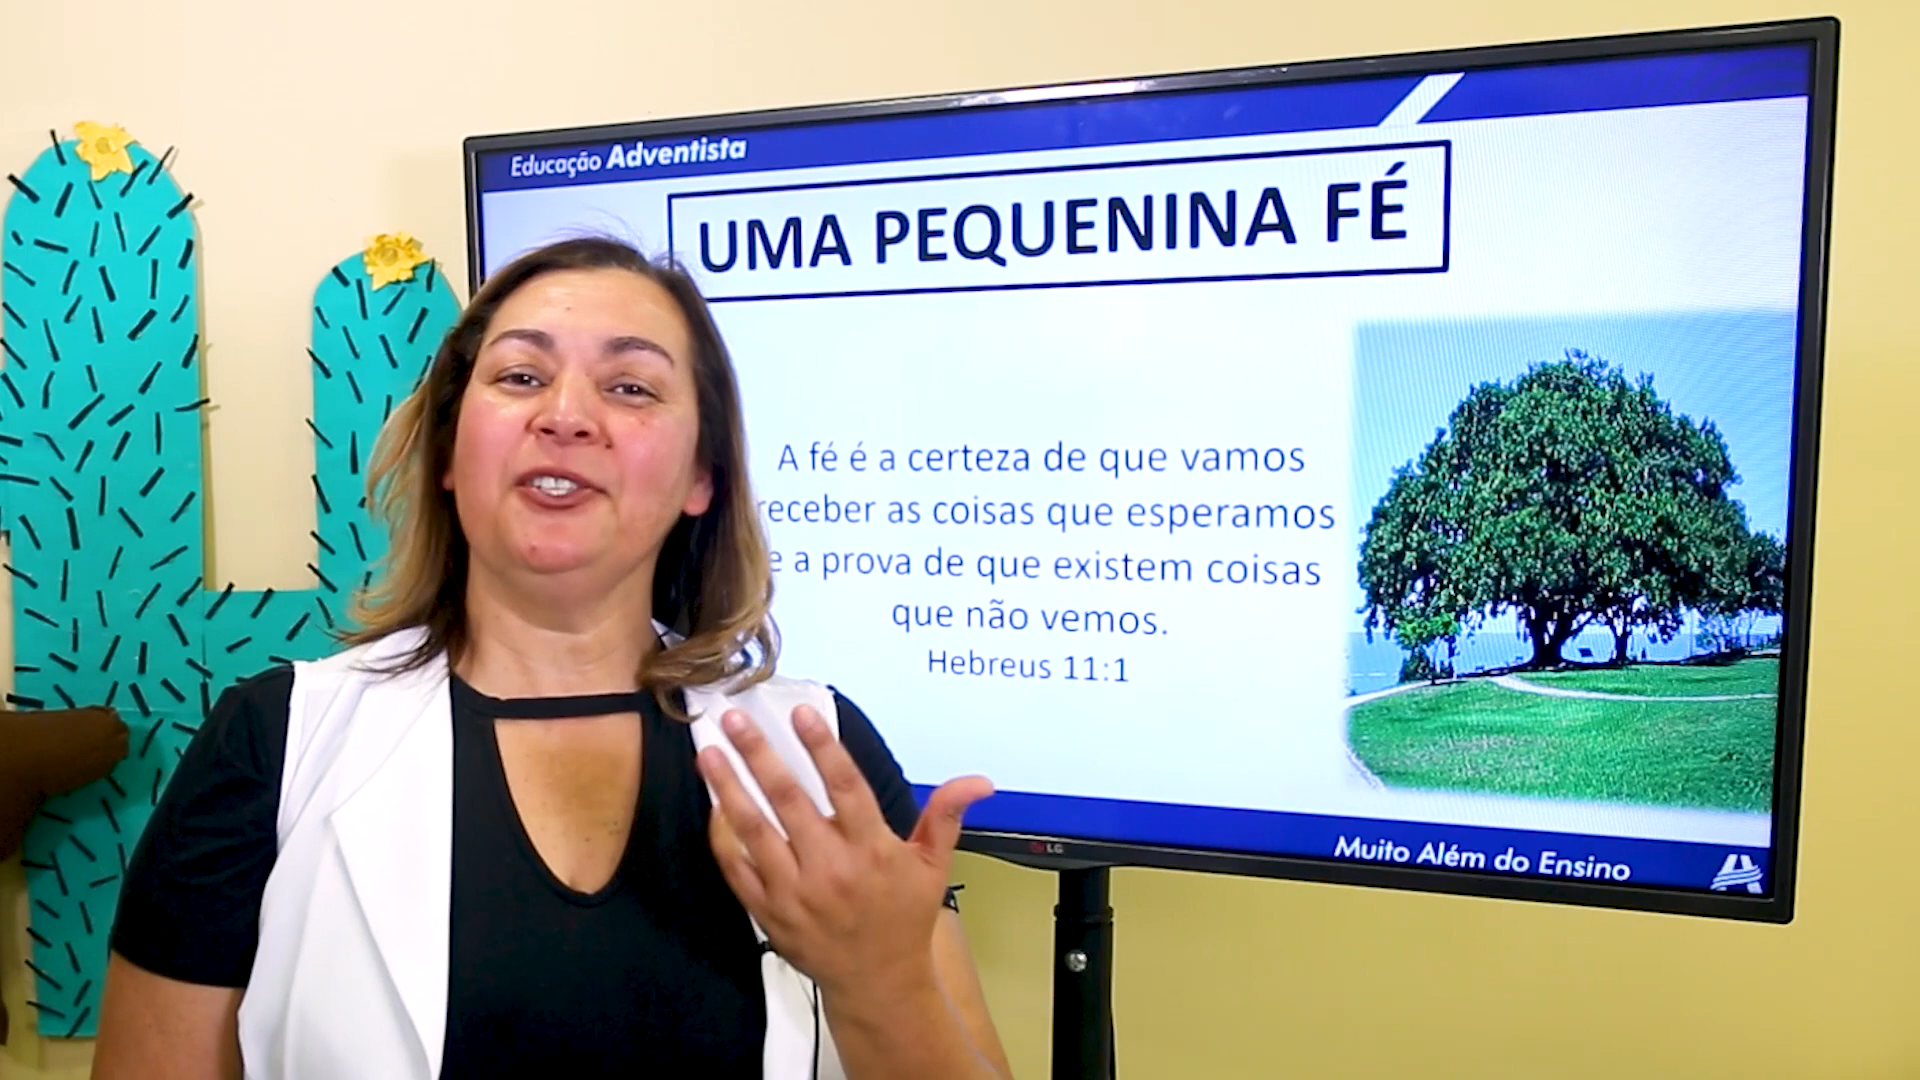 Educação Adventista
UMA PEQUENINA FÉ
A fé é a certeza de que vamos
receber as coisas que esperamos
e a prova de que existem coisas
que não vemos.
Hebreus 11:1
LG
Muito Além do Ensino